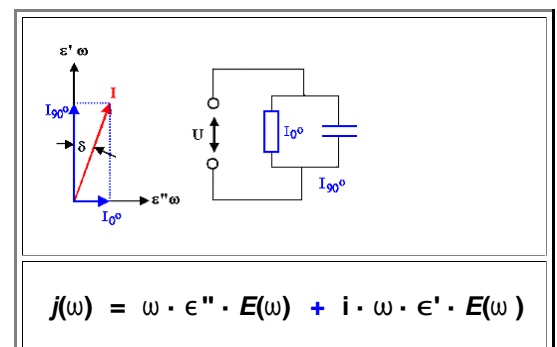 ε' ω
I
I90°
U
I0°
δ
I90°
ε''ω
I0°
j(ω) = ω · ϵ" · E(ω) + i · ω · ϵ' · E(ω )